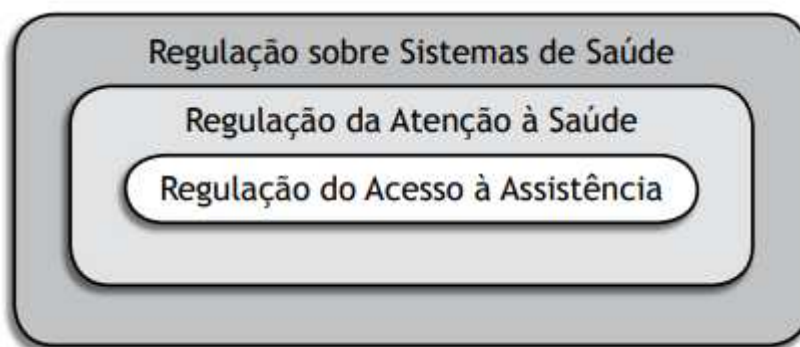 Regulação sobre Sistemas de Saúde
Regulação da Atenção à Saúde
Regulação do Acesso à Assistência